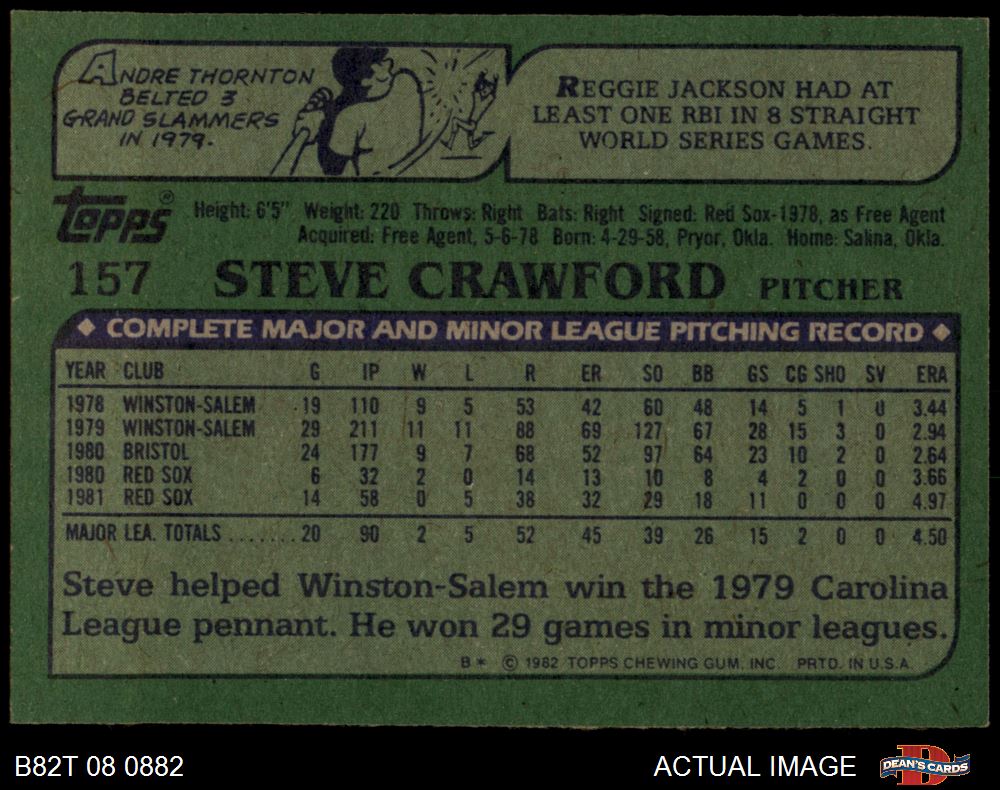 ANDRE THORNTON
BELTED 3
GRAND SLAMMERS
IN 1979.
REGGIE JACKSON HAD AT
LEAST ONE RBI IN 8 STRAIGHT
WORLD SERIES GAMES.
Topps®
Height: 6'5" Weight: 220 Throws: Right Bats: Right Signed: Red Sox-1978, as Free Agent
Acquired: Free Agent, 5-6-78 Born: 4-29-58, Pryor, Okla. Home: Salina, Okla.
157 STEVE CRAWFORD PITCHER
◆ COMPLETE MAJOR AND MINOR LEAGUE PITCHING RECORD ◆
YEAR CLUB G IP W L R ER SO BB GS CG SHO SV ERA
1978 WINSTON-SALEM 19 110 9 5 53 42 60 48 14 5 1 0 3.44
1979 WINSTON-SALEM 29 211 11 11 88 69 127 67 28 15 3 0 2.94
1980 BRISTOL 24 177 9 7 68 52 97 64 23 10 2 0 2.64
1980 RED SOX 6 32 2 0 14 13 10 8 4 2 0 0 3.66
1981 RED SOX 14 58 0 5 38 32 29 18 11 0 0 0 4.97
MAJOR LEA. TOTALS ....... 20 90 2 5 52 45 39 26 15 2 0 0 4.50
Steve helped Winston-Salem win the 1979 Carolina
League pennant. He won 29 games in minor leagues.
B* © 1982 TOPPS CHEWING GUM, INC. PRTD. IN U.S.A.
B82T 08 0882
ACTUAL IMAGE
DEAN'S CARDS